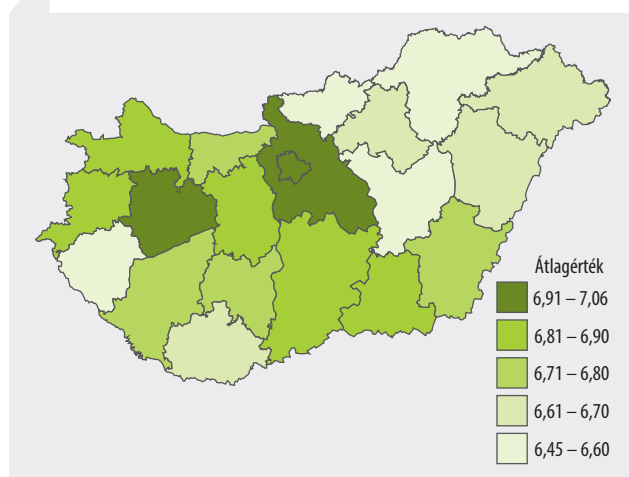 Átlagérték
6,91 – 7,06
6,81 – 6,90
6,71 – 6,80
6,61 – 6,70
6,45 – 6,60